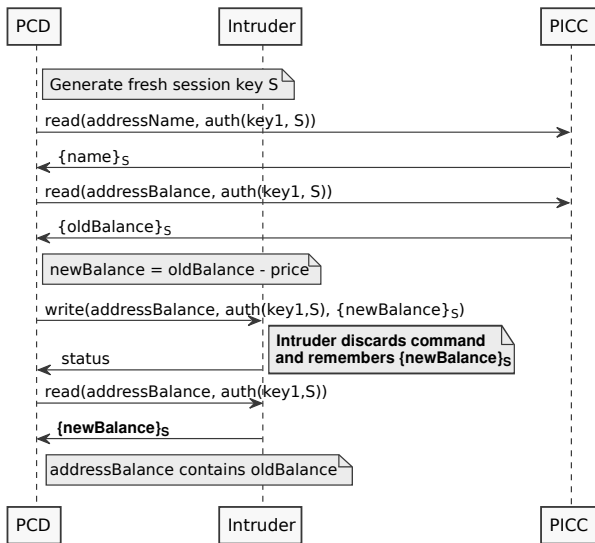 PCD Intruder PICC
Generate fresh session key S
read(addressName, auth(key1, S))
{name}S
read(addressBalance, auth(key1, S))
{oldBalance}S
newBalance = oldBalance - price
write(addressBalance, auth(key1,S), {newBalance}S)
Intruder discards command
and remembers {newBalance}S
status
read(addressBalance, auth(key1,S))
{newBalance}S
addressBalance contains oldBalance
PCD Intruder PICC